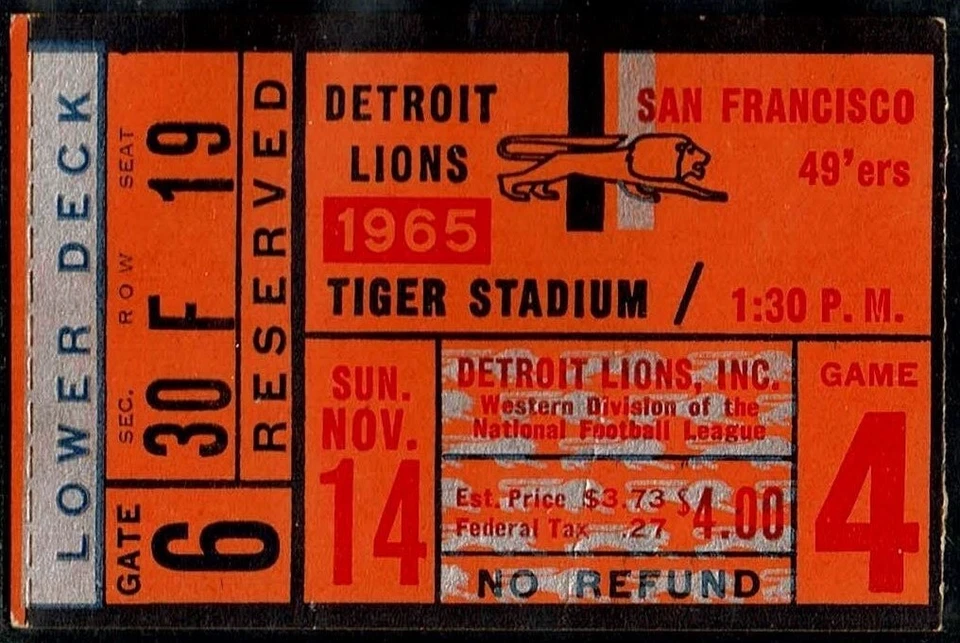 LOWER DECK
SEC. ROW SEAT
30 F 19
GATE
6
RESERVED
DETROIT
LIONS
1965
TIGER STADIUM /
SAN FRANCISCO
49'ers
1:30 P. M.
SUN.
NOV.
14
DETROIT LIONS, INC.
Western Division of the
National Football League
Est. Price $3.73 $4.00
Federal Tax .27
NO REFUND
GAME
4